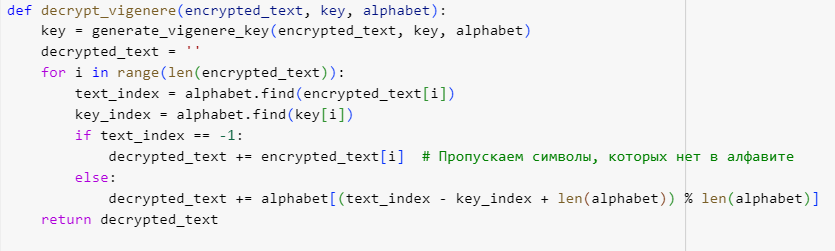 def decrypt_vigenere(encrypted_text, key, alphabet):
    key = generate_vigenere_key(encrypted_text, key, alphabet)
    decrypted_text = ''
    for i in range(len(encrypted_text)):
        text_index = alphabet.find(encrypted_text[i])
        key_index = alphabet.find(key[i])
        if text_index == -1:
            decrypted_text += encrypted_text[i]  # Пропускаем символы, которых нет в алфавите
        else:
            decrypted_text += alphabet[(text_index - key_index + len(alphabet)) % len(alphabet)]
    return decrypted_text